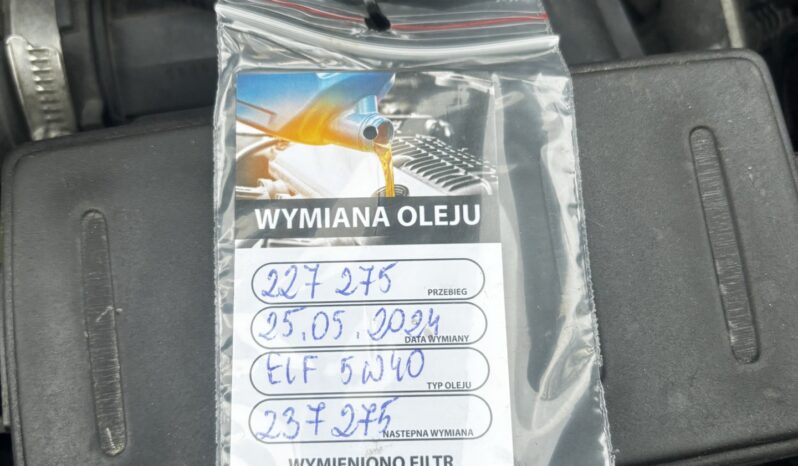 WYMIANA OLEJU
227 275
PRZEBIEG
25.05.2024
DATA WYMIANY
ELF 5W40
TYP OLEJU
237 275
NASTEPNA WYMIANA
WYMIENIONO FILTR